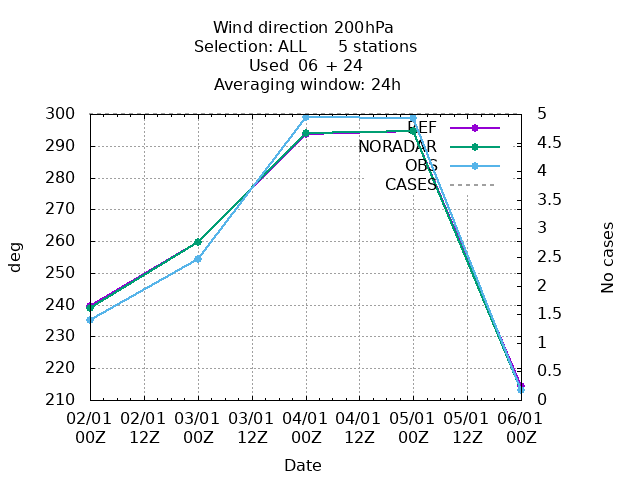 Wind direction 200hPa
Selection: ALL 5 stations
Used 06 + 24
Averaging window: 24h
300
290
280
270
260
250
240
230
220
210
deg
5
4.5
4
3.5
3
2.5
2
1.5
1
0.5
0
No cases
REF
NORADAR
OBS
CASES
02/01 02/01 03/01 03/01 04/01 04/01 05/01 05/01 06/01
00Z 12Z 00Z 12Z 00Z 12Z 00Z 12Z 00Z
Date